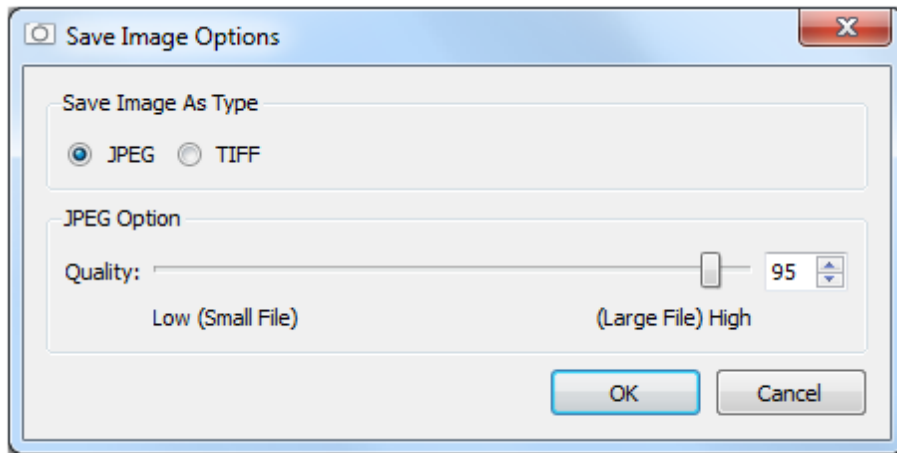 Save Image Options
Save Image As Type
JPEG TIFF
JPEG Option
Quality: 95
Low (Small File) (Large File) High
OK Cancel